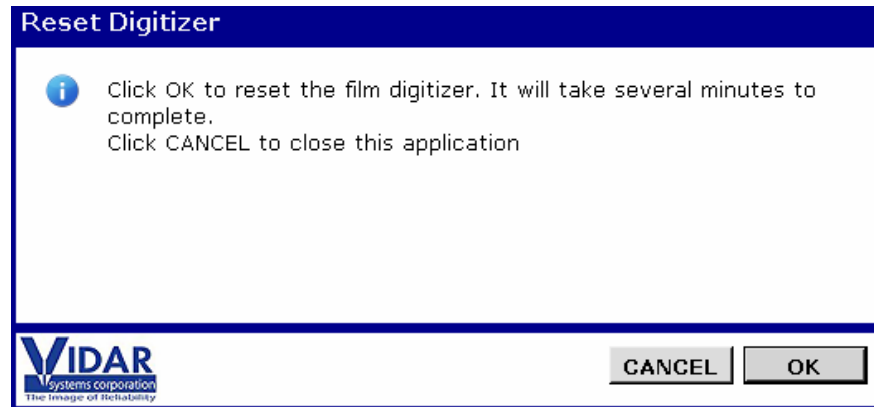 Reset Digitizer
Click OK to reset the film digitizer. It will take several minutes to
complete.
Click CANCEL to close this application
VIDAR
systems corporation
The Image of Reliability
CANCEL OK